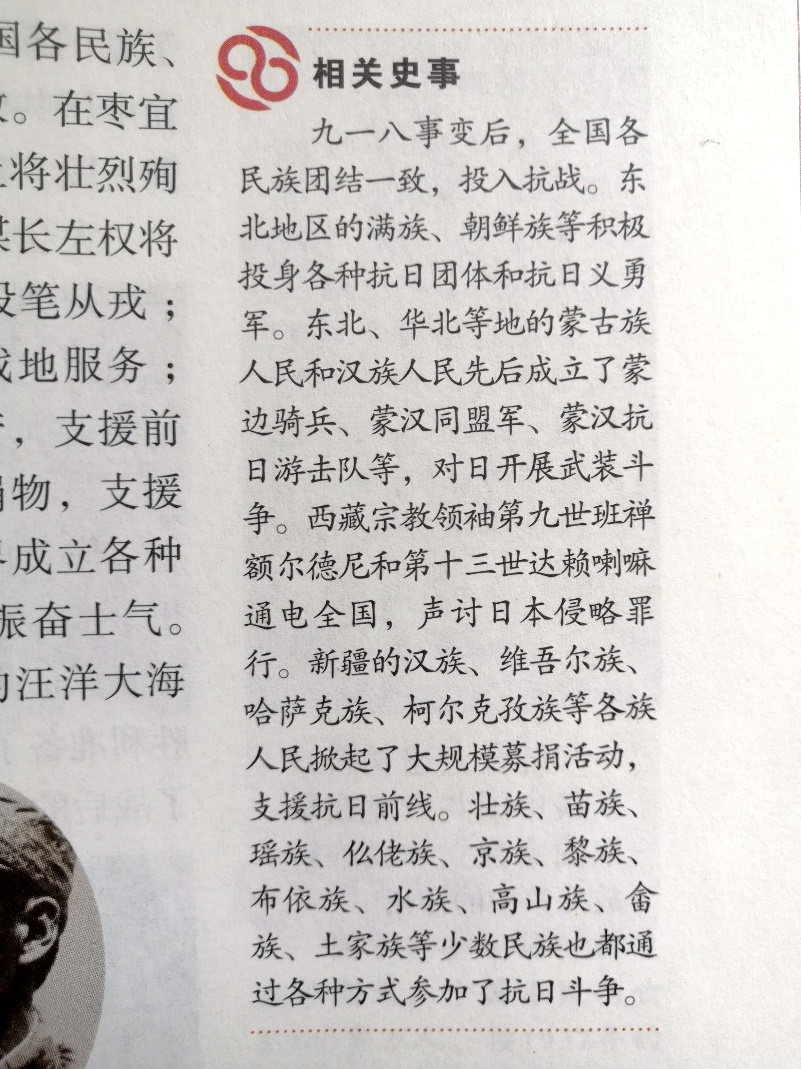 国各民族、
。在枣宜
将壮烈殉
长左权将
笔从戎；
地服务；
，支援前
物，支援
成立各种
振奋士气。
汪洋大海
相关史事
九一八事变后，全国各
民族团结一致，投入抗战。东
北地区的满族、朝鲜族等积极
投身各种抗日团体和抗日义勇
军。东北、华北等地的蒙古族
人民和汉族人民先后成立了蒙
边骑兵、蒙汉同盟军、蒙汉抗
日游击队等，对日开展武装斗
争。西藏宗教领袖第九世班禅
额尔德尼和第十三世达赖喇嘛
通电全国，声讨日本侵略罪
行。新疆的汉族、维吾尔族、
哈萨克族、柯尔克孜族等各族
人民掀起了大规模募捐活动，
支援抗日前线。壮族、苗族、
瑶族、仫佬族、京族、黎族、
布依族、水族、高山族、畲
族、土家族等少数民族也都通
过各种方式参加了抗日斗争。